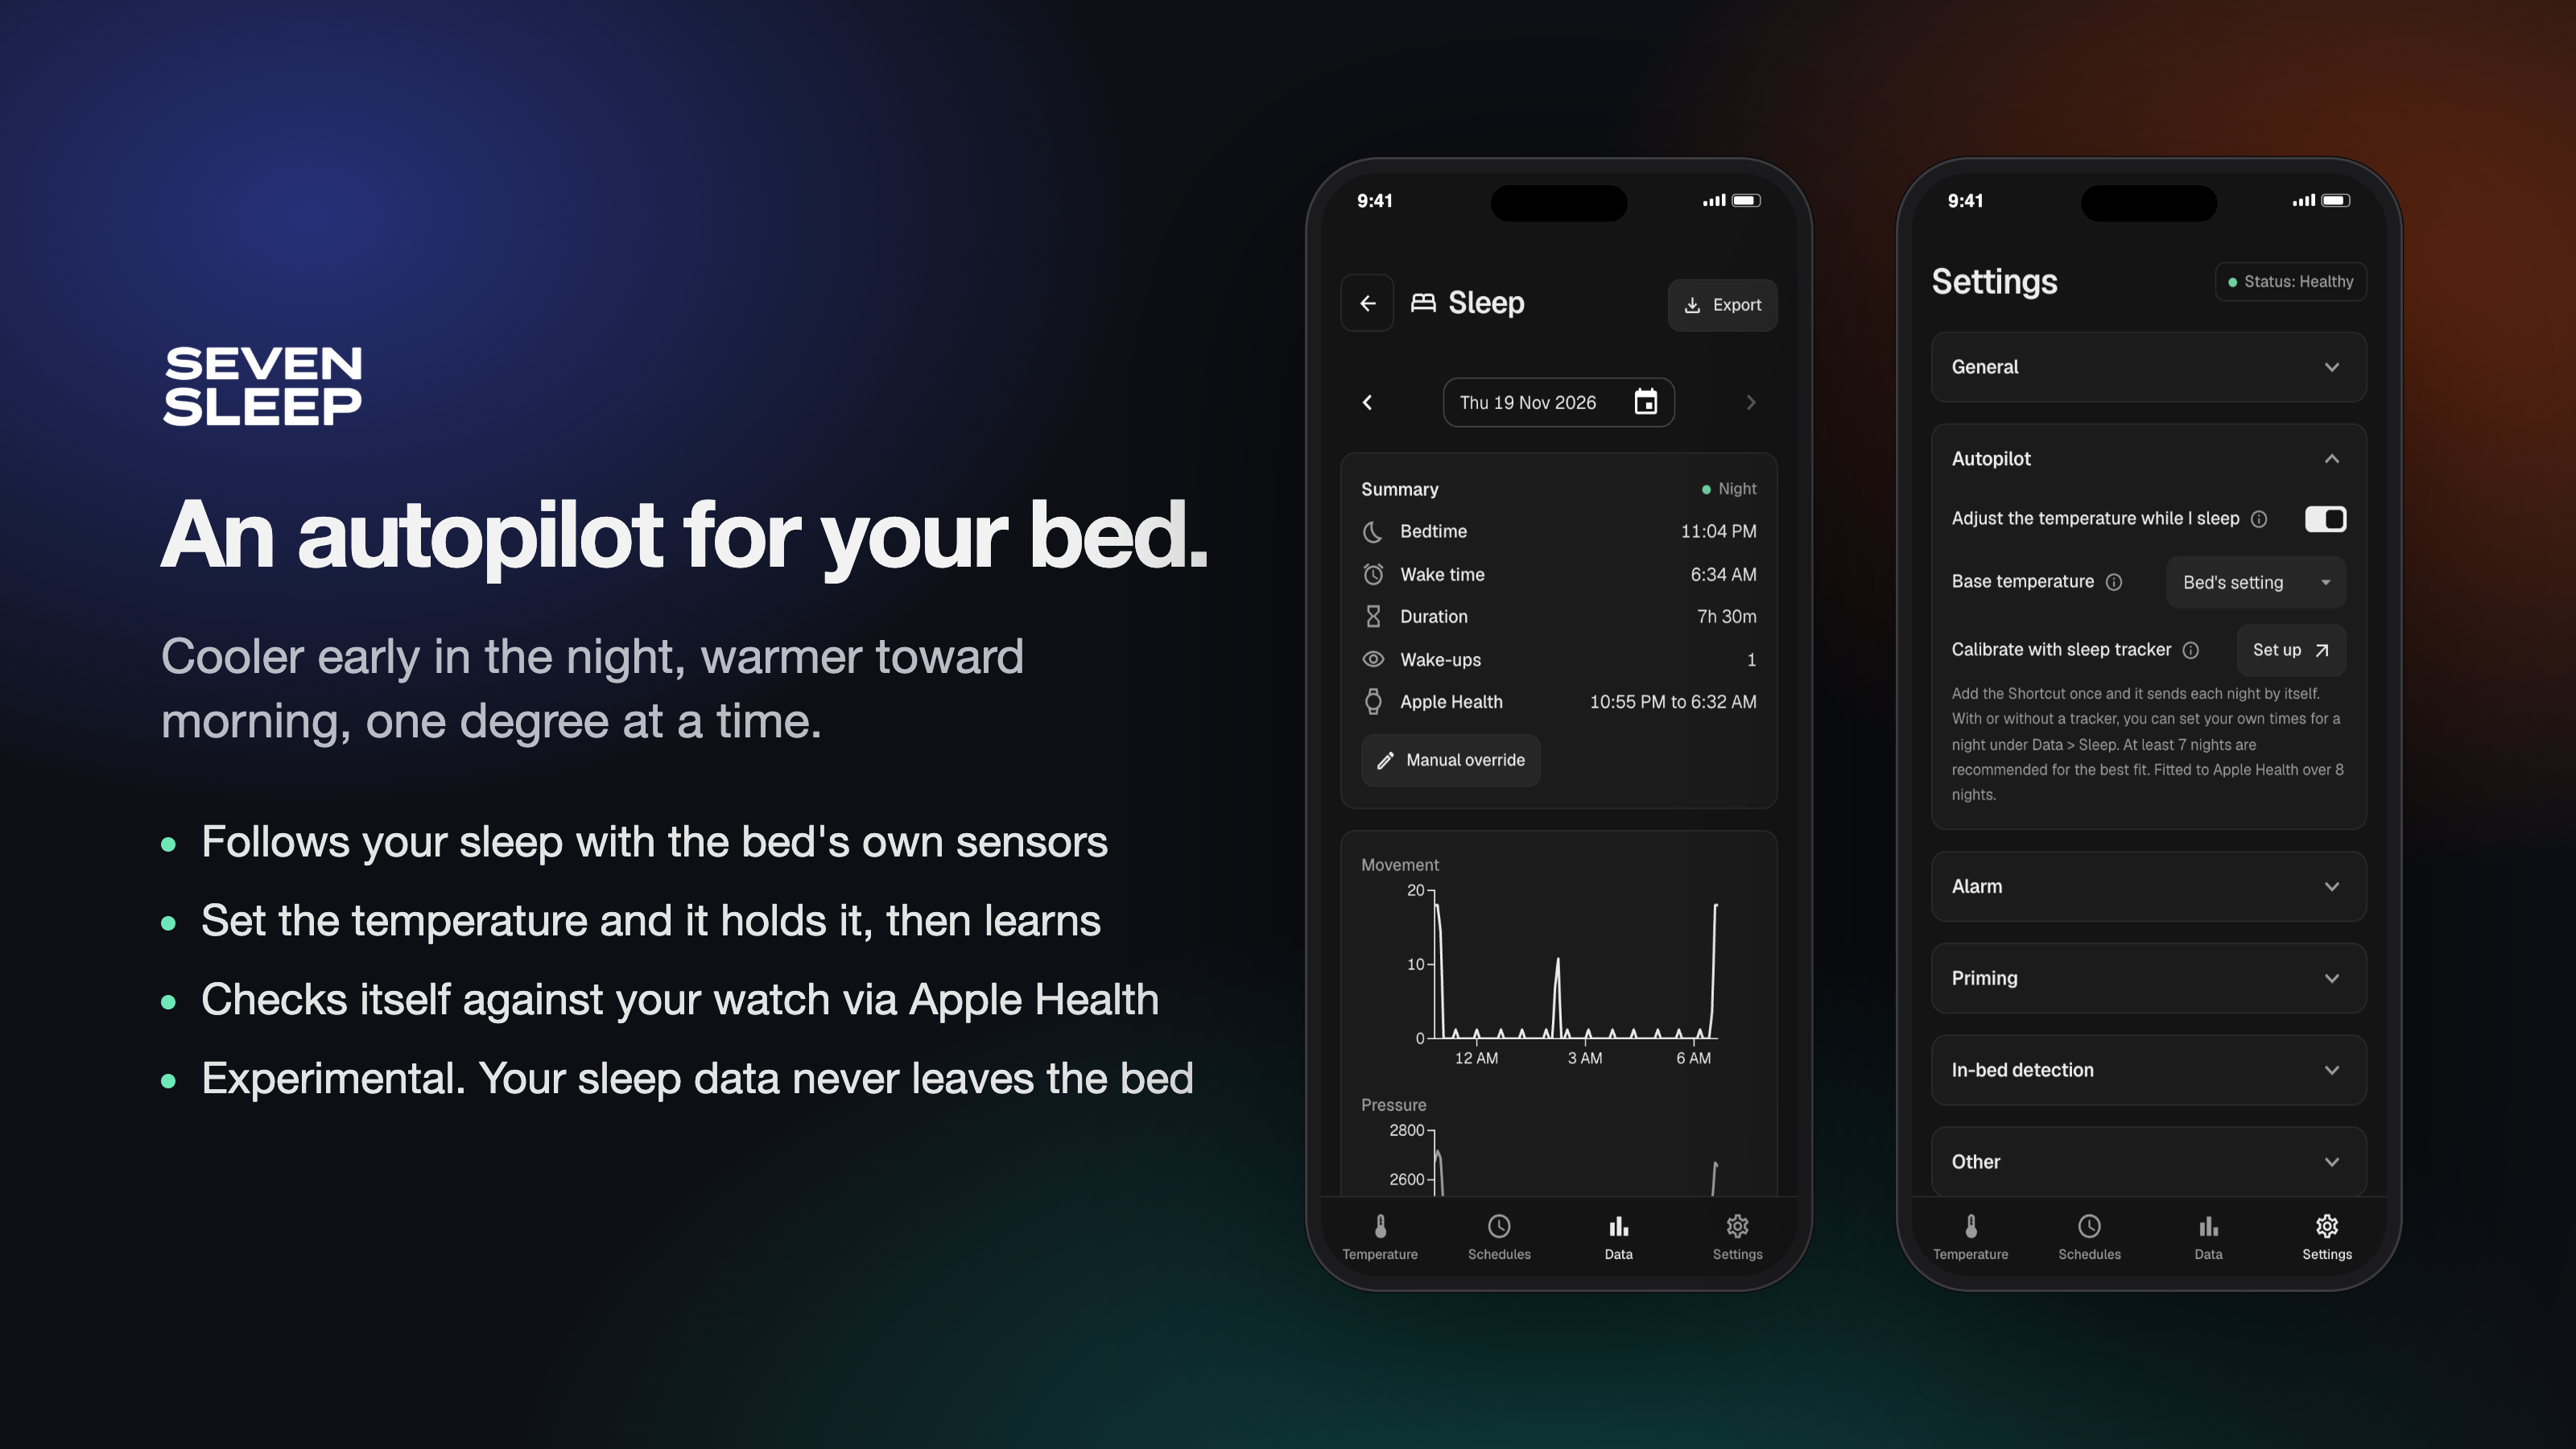 SEVEN
SLEEP
An autopilot for your bed.
Cooler early in the night, warmer toward
morning, one degree at a time.
Follows your sleep with the bed's own sensors
Set the temperature and it holds it, then learns
Checks itself against your watch via Apple Health
Experimental. Your sleep data never leaves the bed
9:41
Sleep
Export
Thu 19 Nov 2026
Summary
Night
Bedtime
11:04 PM
Wake time
6:34 AM
Duration
7h 30m
Wake-ups
1
Apple Health
10:55 PM to 6:32 AM
Manual override
Movement
20
10
0
12 AM
3 AM
6 AM
Pressure
2800
2600
Temperature
Schedules
Data
Settings
9:41
Settings
Status: Healthy
General
Autopilot
Adjust the temperature while I sleep
Base temperature
Bed's setting
Calibrate with sleep tracker
Set up
Add the Shortcut once and it sends each night by itself.
With or without a tracker, you can set your own times for a
night under Data > Sleep. At least 7 nights are
recommended for the best fit. Fitted to Apple Health over 8
nights.
Alarm
Priming
In-bed detection
Other
Temperature
Schedules
Data
Settings